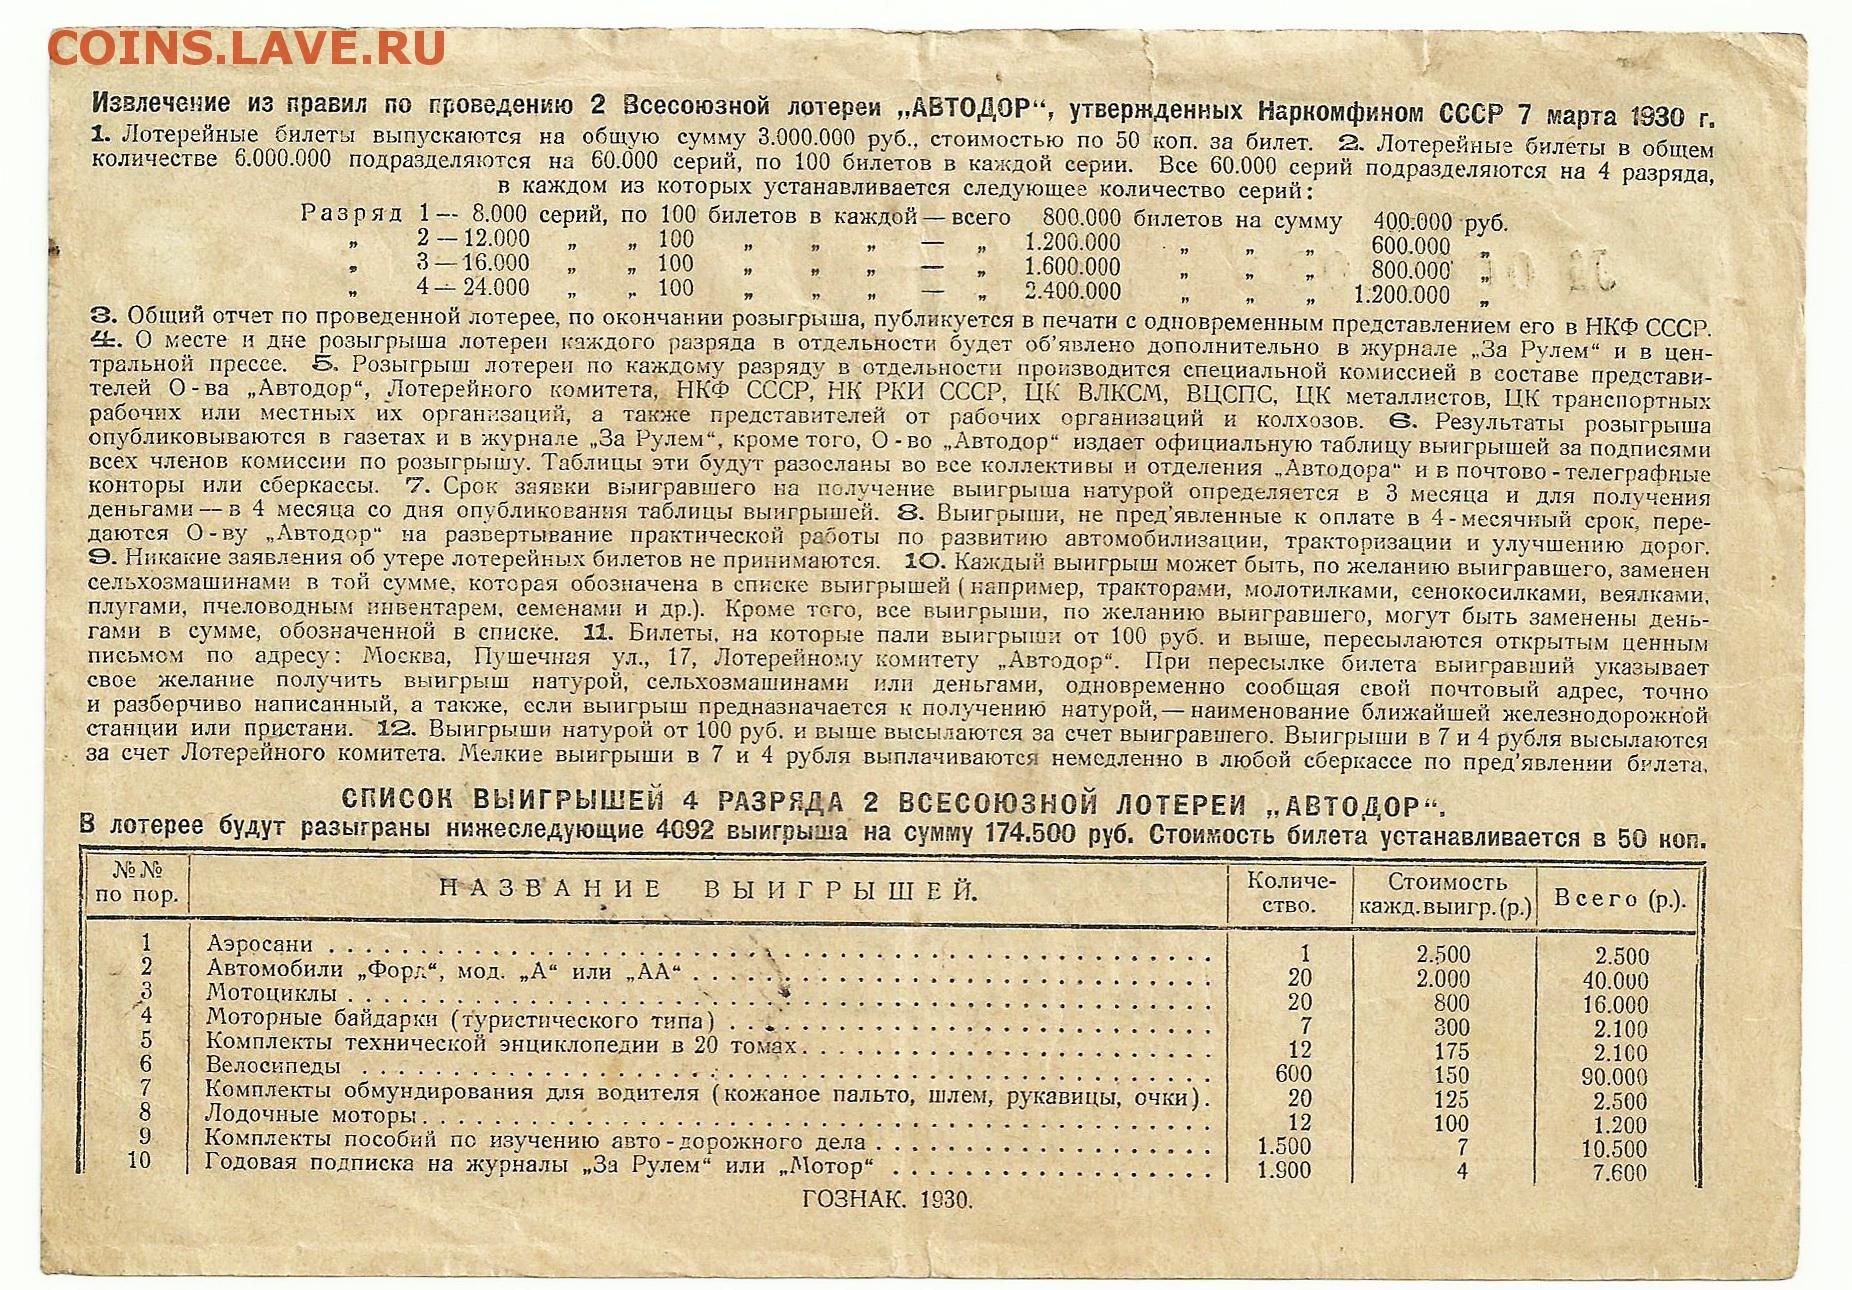 COINS.LAVE.RU
Извлечение из правил по проведению 2 Всесоюзной лотереи „АВТОДОР“, утвержденных Наркомфином СССР 7 марта 1930 г.
1. Лотерейные билеты выпускаются на общую сумму 3.000.000 руб., стоимостью по 50 коп. за билет. 2. Лотерейные билеты в общем
количестве 6.000.000 подразделяются на 60.000 серий, по 100 билетов в каждой серии. Все 60.000 серий подразделяются на 4 разряда,
в каждом из которых устанавливается следующее количество серий:
Разряд 1 — 8.000 серий, по 100 билетов в каждой — всего 800.000 билетов на сумму 400.000 руб.
„ 2 — 12.000 „ „ 100 „ „ „ — „ 1.200.000 „ „ „ 600.000 „
„ 3 — 16.000 „ „ 100 „ „ „ — „ 1.600.000 „ „ „ 800.000 „
„ 4 — 24.000 „ „ 100 „ „ „ — „ 2.400.000 „ „ „ 1.200.000 „
3. Общий отчет по проведенной лотерее, по окончании розыгрыша, публикуется в печати с одновременным представлением его в НКФ СССР.
4. О месте и дне розыгрыша лотереи каждого разряда в отдельности будет об’явлено дополнительно в журнале „За Рулем“ и в цен-
тральной прессе. 5. Розыгрыш лотереи по каждому разряду в отдельности производится специальной комиссией в составе представи-
телей О-ва „Автодор“, Лотерейного комитета, НКФ СССР, НК РКИ СССР, ЦК ВЛКСМ, ВЦСПС, ЦК металлистов, ЦК транспортных
рабочих или местных их организаций, а также представителей от рабочих организаций и колхозов. 6. Результаты розыгрыша
опубликовываются в газетах и в журнале „За Рулем“, кроме того, О-во „Автодор“ издает официальную таблицу выигрышей за подписями
всех членов комиссии по розыгрышу. Таблицы эти будут разосланы во все коллективы и отделения „Автодора“ и в почтово-телеграфные
конторы или сберкассы. 7. Срок заявки выигравшего на получение выигрыша натурой определяется в 3 месяца и для получения
деньгами — в 4 месяца со дня опубликования таблицы выигрышей. 8. Выигрыши, не пред’явленные к оплате в 4-месячный срок, пере-
даются О-ву „Автодор“ на развертывание практической работы по развитию автомобилизации, тракторизации и улучшению дорог.
9. Никакие заявления об утере лотерейных билетов не принимаются. 10. Каждый выигрыш может быть, по желанию выигравшего, заменен
сельхозмашинами в той сумме, которая обозначена в списке выигрышей (например, тракторами, молотилками, сенокосилками, веялками,
плугами, пчеловодным инвентарем, семенами и др.). Кроме того, все выигрыши, по желанию выигравшего, могут быть заменены день-
гами в сумме, обозначенной в списке. 11. Билеты, на которые пали выигрыши от 100 руб. и выше, пересылаются открытым ценным
письмом по адресу: Москва, Пушечная ул., 17, Лотерейному комитету „Автодор“. При пересылке билета выигравший указывает
свое желание получить выигрыш натурой, сельхозмашинами или деньгами, одновременно сообщая свой почтовый адрес, точно
и разборчиво написанный, а также, если выигрыш предназначается к получению натурой, — наименование ближайшей железнодорожной
станции или пристани. 12. Выигрыши натурой от 100 руб. и выше высылаются за счет выигравшего. Выигрыши в 7 и 4 рубля высылаются
за счет Лотерейного комитета. Мелкие выигрыши в 7 и 4 рубля выплачиваются немедленно в любой сберкассе по пред’явлении билета.
СПИСОК ВЫИГРЫШЕЙ 4 РАЗРЯДА 2 ВСЕСОЮЗНОЙ ЛОТЕРЕИ „АВТОДОР“.
В лотерее будут разыграны нижеследующие 4092 выигрыша на сумму 174.500 руб. Стоимость билета устанавливается в 50 коп.
№№ по пор. НАЗВАНИЕ ВЫИГРЫШЕЙ. Количе-ство. Стоимость кажд. выигр. (р.) Всего (р.).
1 Аэросани 1 2.500 2.500
2 Автомобили „Форд“, мод. „А“ или „АА“ 20 2.000 40.000
3 Мотоциклы 20 800 16.000
4 Моторные байдарки (туристического типа) 7 300 2.100
5 Комплекты технической энциклопедии в 20 томах 12 175 2.100
6 Велосипеды 600 150 90.000
7 Комплекты обмундирования для водителя (кожаное пальто, шлем, рукавицы, очки) 20 125 2.500
8 Лодочные моторы 12 100 1.200
9 Комплекты пособий по изучению авто-дорожного дела 1.500 7 10.500
10 Годовая подписка на журналы „За Рулем“ или „Мотор“ 1.900 4 7.600
ГОЗНАК. 1930.